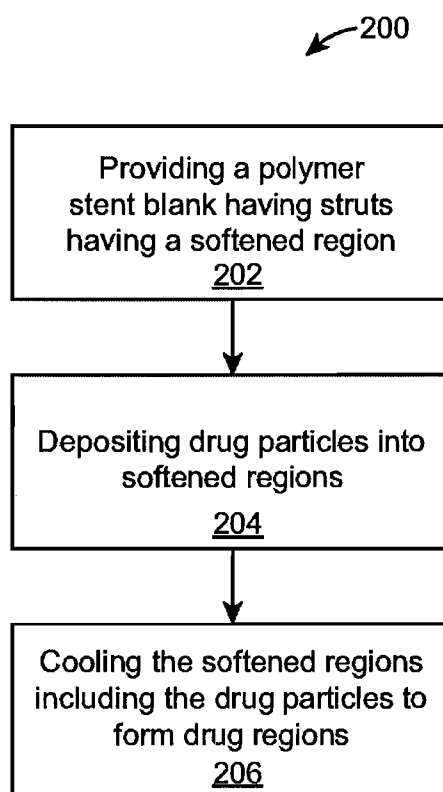 200
Providing a polymer
stent blank having struts
having a softened region
202
Depositing drug particles into
softened regions
204
Cooling the softened regions
including the drug particles to
form drug regions
206